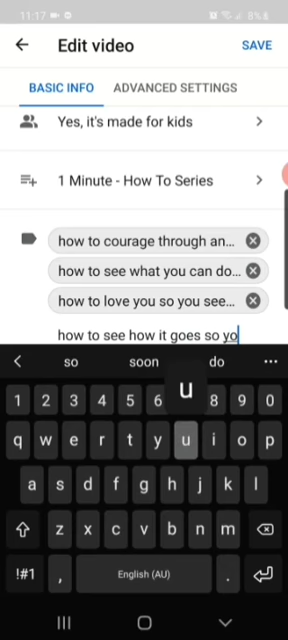 11:17
8%
Edit video
SAVE
BASIC INFO
ADVANCED SETTINGS
Yes, it's made for kids
1 Minute - How To Series
how to courage through an...
how to see what you can do...
how to love you so you see...
how to see how it goes so yo
so soon do
u
1 2 3 4 5 6 8 9 0
q w e r t y u i o p
a s d f g h j k l
z x c v b n m
!#1 , English (AU) .